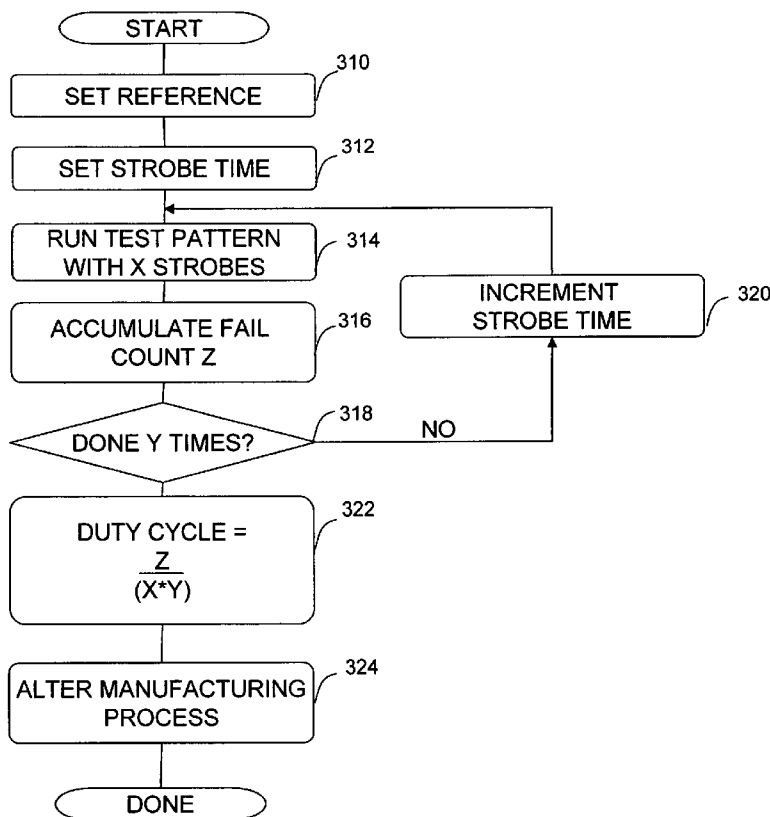 START
310
SET REFERENCE
312
SET STROBE TIME
314
RUN TEST PATTERN
WITH X STROBES
316
ACCUMULATE FAIL
COUNT Z
INCREMENT
STROBE TIME
320
318
DONE Y TIMES?
NO
322
DUTY CYCLE =
Z
(X*Y)
324
ALTER MANUFACTURING
PROCESS
DONE